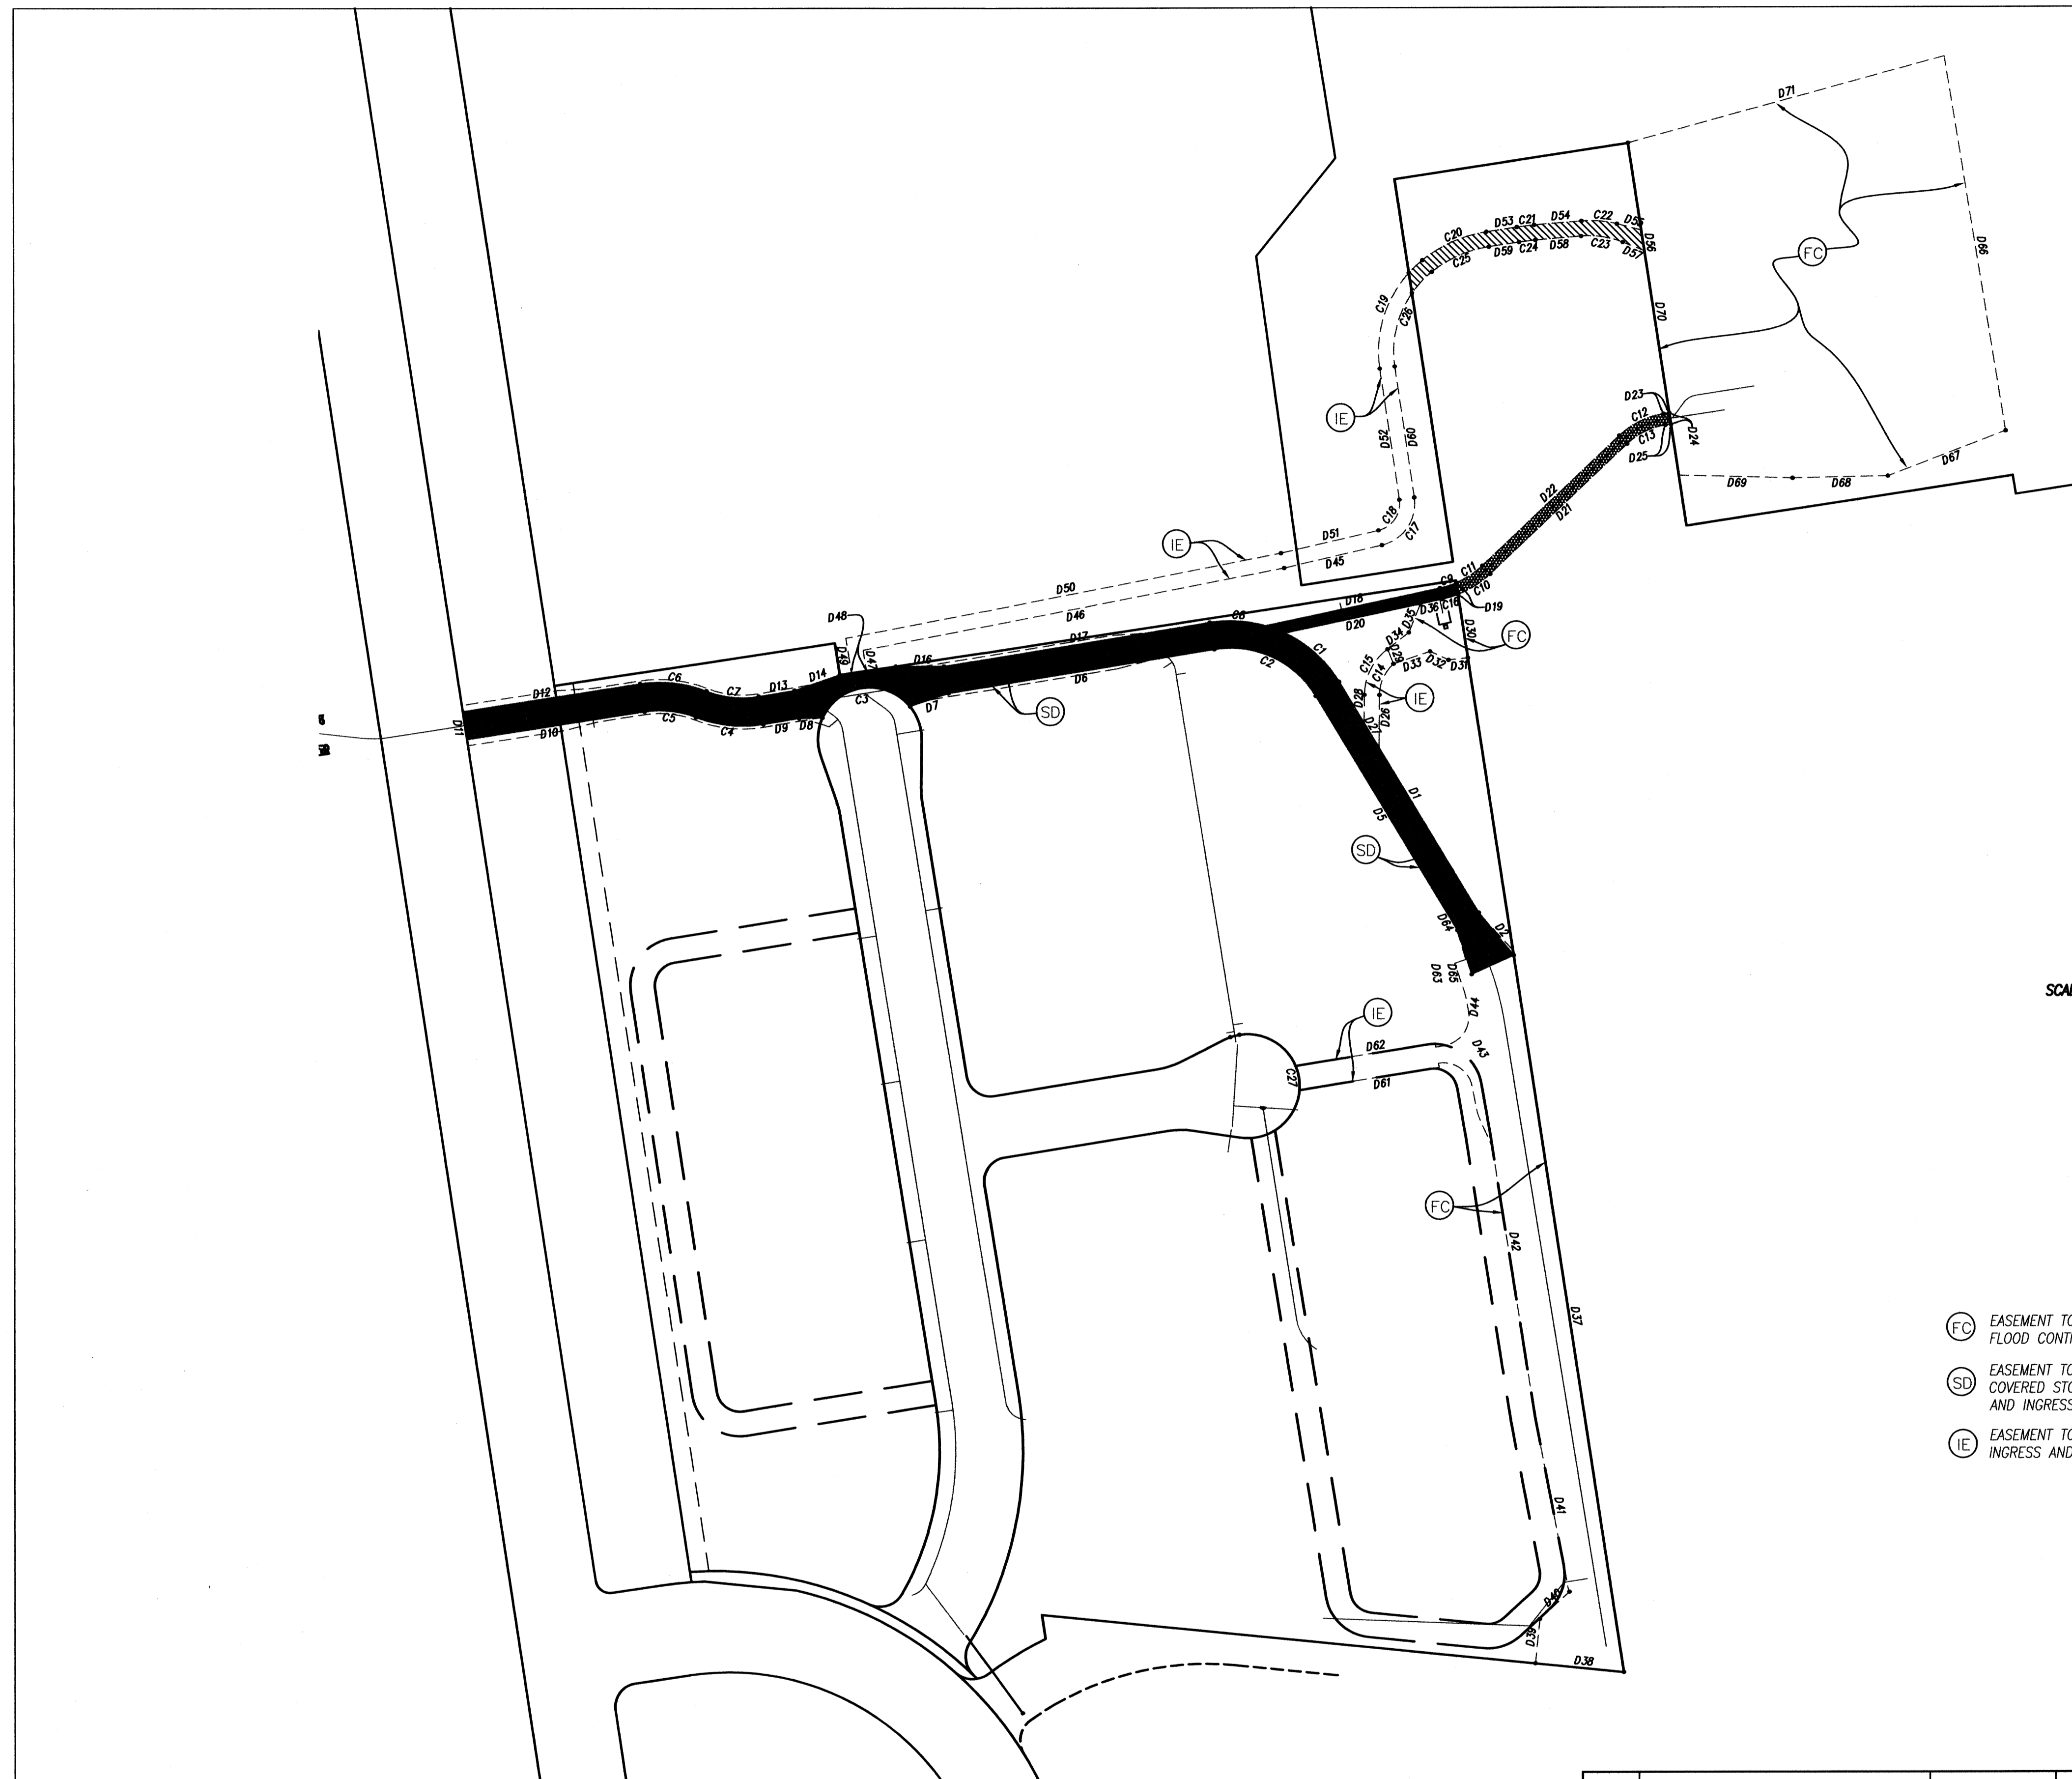 D71
D66
FC
D53
C21
D54
C22
D55
C20
D56
C25
D59
C24
D58
C23
D57
C19
C26
D70
IE
D52
D60
D23
C12
C13
D24
D25
D67
D69
D68
D22
D21
C18
C17
D51
IE
D45
D50
D46
C11
C9
C10
D18
D36
C16
D19
D20
D35
D48
C8
D17
D30
FC
D34
D49
D47
D16
C1
C2
D29
D33
D32
D31
C15
C14
C6
D12
C7
D13
D14
C3
D6
D7
IE
D28
D26
SD
C5
D11
D10
C4
D9
D8
D1
D5
SD
D64
D2
D63
D65
D44
SCA
IE
D62
D43
C27
D61
FC
D42
D37
FC EASEMENT TO
FLOOD CONT
SD EASEMENT TO
COVERED STO
AND INGRESS
IE EASEMENT TO
INGRESS AND
D41
D40
D39
D38